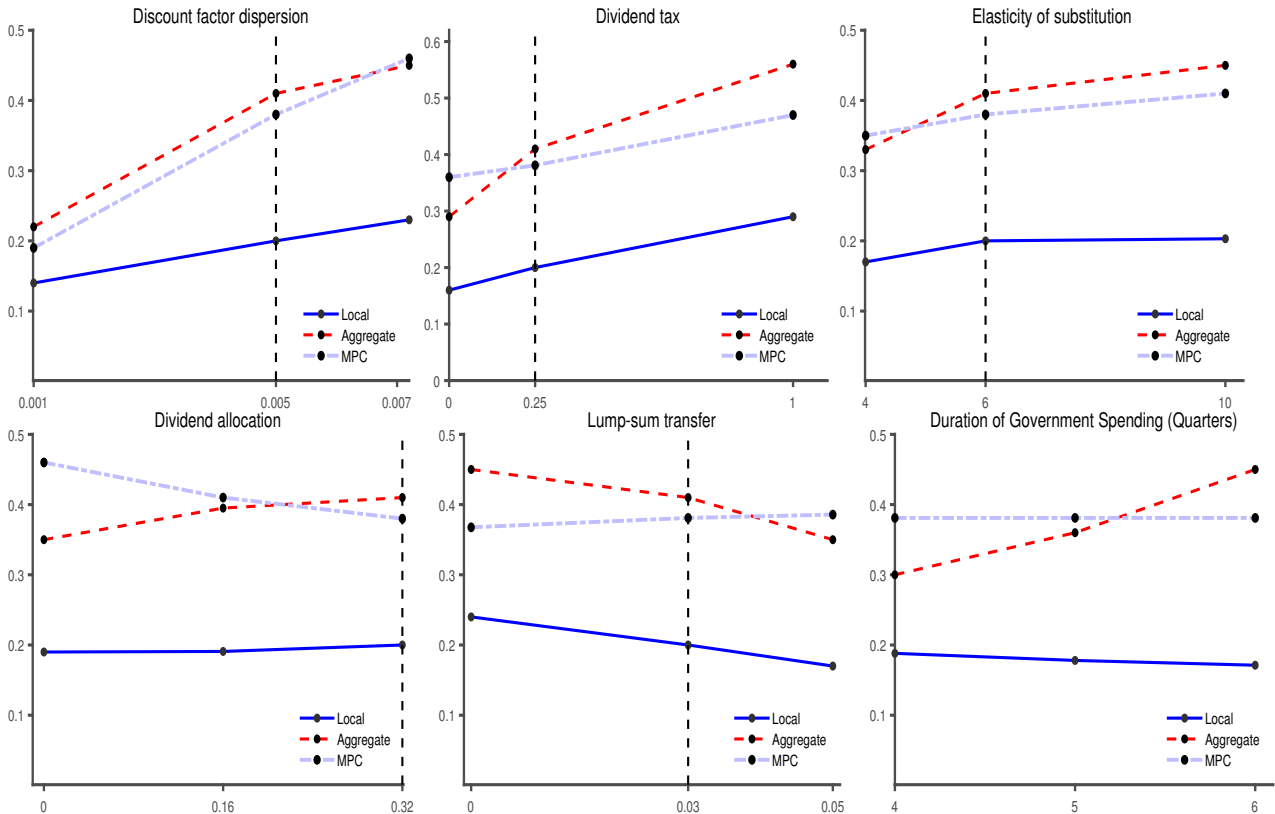 Discount factor dispersion
0.5
0.4
0.3
0.2
0.1
0.001
0.005
0.007
Local
Aggregate
MPC
Dividend tax
0.6
0.5
0.4
0.3
0.2
0.1
0
0
0.25
1
Local
Aggregate
MPC
Elasticity of substitution
0.5
0.4
0.3
0.2
0.1
4
6
10
Local
Aggregate
MPC
Dividend allocation
0.5
0.4
0.3
0.2
0.1
0
0.16
0.32
Local
Aggregate
MPC
Lump-sum transfer
0.5
0.4
0.3
0.2
0.1
0
0.03
0.05
Local
Aggregate
MPC
Duration of Government Spending (Quarters)
0.5
0.4
0.3
0.2
0.1
4
5
6
Local
Aggregate
MPC